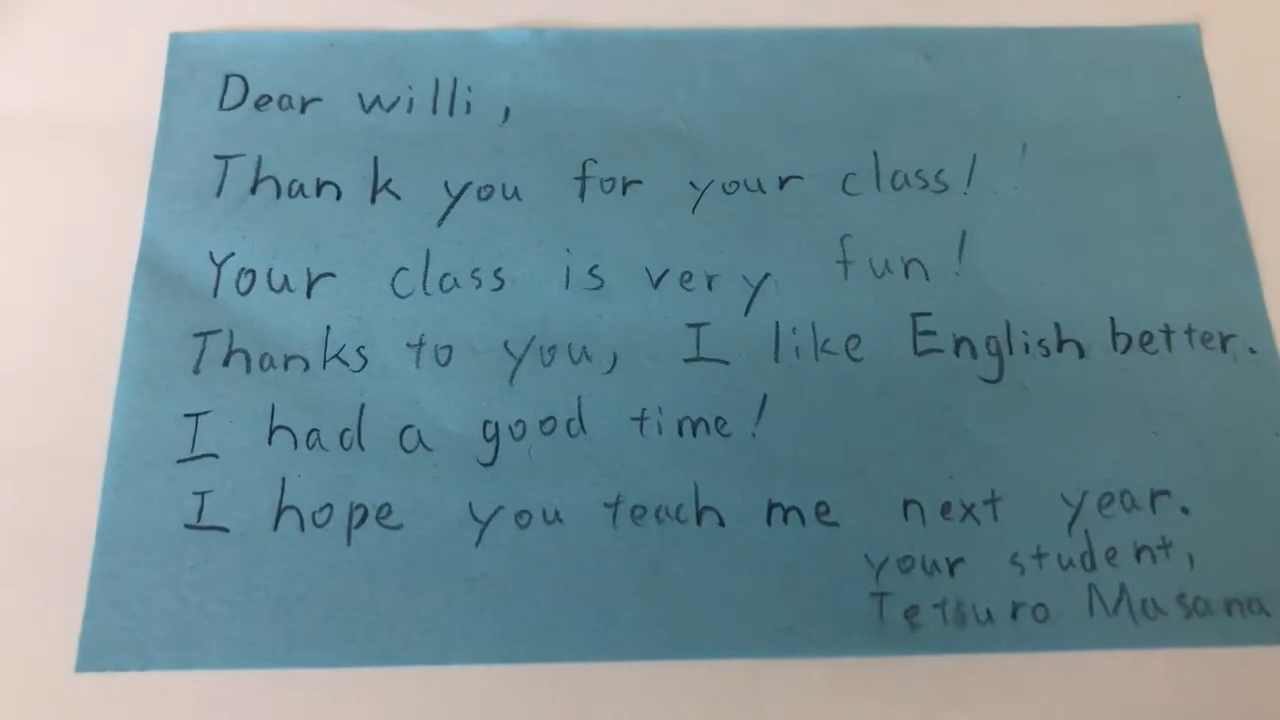 Dear willi,
Thank you for your class!
Your class is very fun!
Thanks to you, I like English better.
I had a good time!
I hope you teach me next year.
your student,
Tetsuro Masana